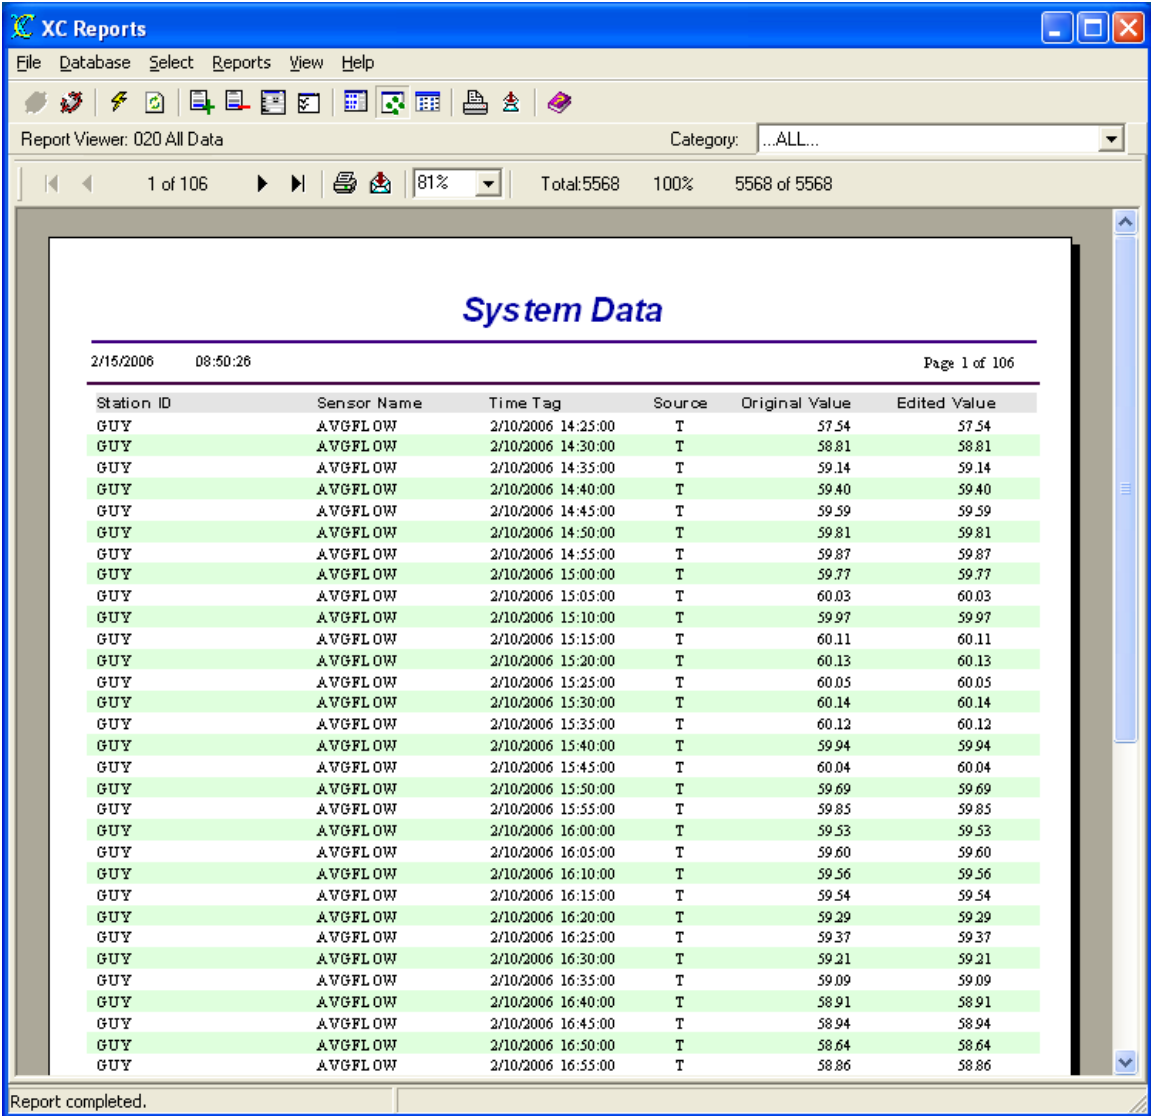 XC Reports
File Database Select Reports View Help
Report Viewer: 020 All Data Category: ...ALL...
1 of 106 81% Total:5568 100% 5568 of 5568
System Data
2/15/2006 08:50:26 Page 1 of 106
Station ID Sensor Name Time Tag Source Original Value Edited Value
GUY AVGFLOW 2/10/2006 14:25:00 T 57.54 57.54
GUY AVGFLOW 2/10/2006 14:30:00 T 58.81 58.81
GUY AVGFLOW 2/10/2006 14:35:00 T 59.14 59.14
GUY AVGFLOW 2/10/2006 14:40:00 T 59.40 59.40
GUY AVGFLOW 2/10/2006 14:45:00 T 59.59 59.59
GUY AVGFLOW 2/10/2006 14:50:00 T 59.81 59.81
GUY AVGFLOW 2/10/2006 14:55:00 T 59.87 59.87
GUY AVGFLOW 2/10/2006 15:00:00 T 59.77 59.77
GUY AVGFLOW 2/10/2006 15:05:00 T 60.03 60.03
GUY AVGFLOW 2/10/2006 15:10:00 T 59.97 59.97
GUY AVGFLOW 2/10/2006 15:15:00 T 60.11 60.11
GUY AVGFLOW 2/10/2006 15:20:00 T 60.13 60.13
GUY AVGFLOW 2/10/2006 15:25:00 T 60.05 60.05
GUY AVGFLOW 2/10/2006 15:30:00 T 60.14 60.14
GUY AVGFLOW 2/10/2006 15:35:00 T 60.12 60.12
GUY AVGFLOW 2/10/2006 15:40:00 T 59.94 59.94
GUY AVGFLOW 2/10/2006 15:45:00 T 60.04 60.04
GUY AVGFLOW 2/10/2006 15:50:00 T 59.69 59.69
GUY AVGFLOW 2/10/2006 15:55:00 T 59.85 59.85
GUY AVGFLOW 2/10/2006 16:00:00 T 59.53 59.53
GUY AVGFLOW 2/10/2006 16:05:00 T 59.60 59.60
GUY AVGFLOW 2/10/2006 16:10:00 T 59.56 59.56
GUY AVGFLOW 2/10/2006 16:15:00 T 59.54 59.54
GUY AVGFLOW 2/10/2006 16:20:00 T 59.29 59.29
GUY AVGFLOW 2/10/2006 16:25:00 T 59.37 59.37
GUY AVGFLOW 2/10/2006 16:30:00 T 59.21 59.21
GUY AVGFLOW 2/10/2006 16:35:00 T 59.09 59.09
GUY AVGFLOW 2/10/2006 16:40:00 T 58.91 58.91
GUY AVGFLOW 2/10/2006 16:45:00 T 58.94 58.94
GUY AVGFLOW 2/10/2006 16:50:00 T 58.64 58.64
GUY AVGFLOW 2/10/2006 16:55:00 T 58.86 58.86
Report completed.